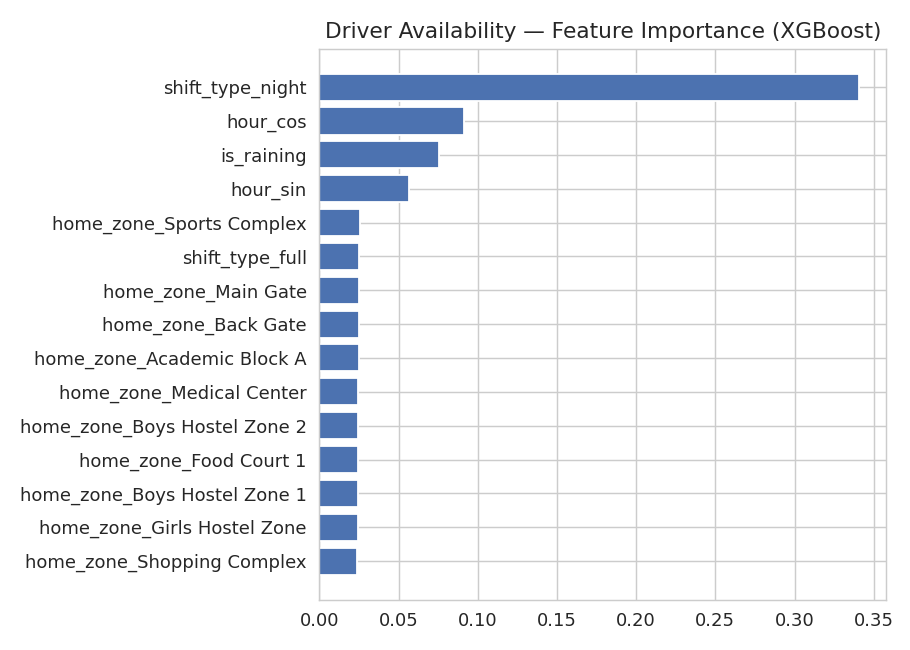 Driver Availability — Feature Importance (XGBoost)
shift_type_night
hour_cos
is_raining
hour_sin
home_zone_Sports Complex
shift_type_full
home_zone_Main Gate
home_zone_Back Gate
home_zone_Academic Block A
home_zone_Medical Center
home_zone_Boys Hostel Zone 2
home_zone_Food Court 1
home_zone_Boys Hostel Zone 1
home_zone_Girls Hostel Zone
home_zone_Shopping Complex
0.00 0.05 0.10 0.15 0.20 0.25 0.30 0.35